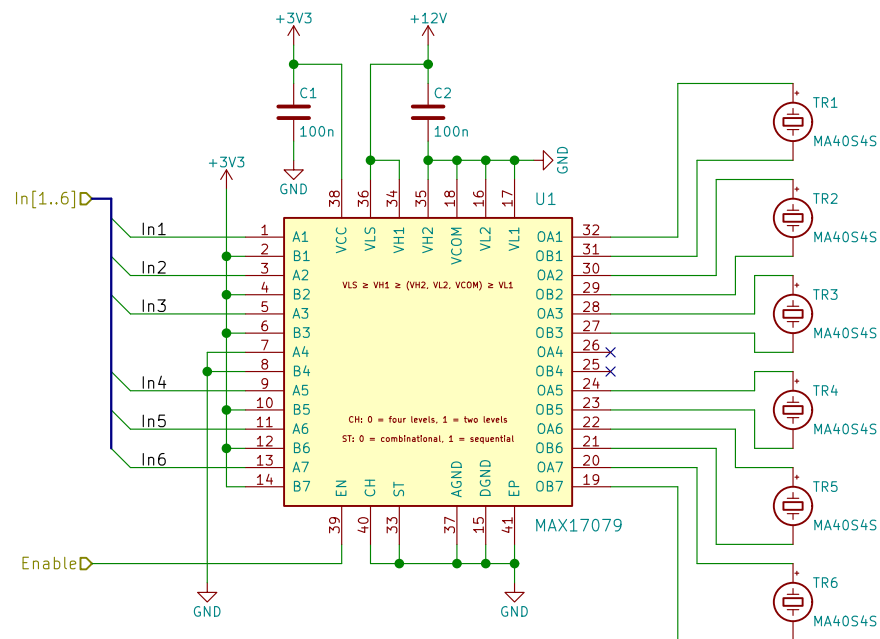 +3V3
+12V
C1
100n
C2
100n
GND
GND
+3V3
In[1..6]
In1
In2
In3
In4
In5
In6
Enable
GND
GND
U1
MAX17079
38 36 34 35 18 16 17
VCC VLS VH1 VH2 VCOM VL2 VL1
VLS ≥ VH1 ≥ (VH2, VL2, VCOM) ≥ VL1
1 A1
2 B1
3 A2
4 B2
5 A3
6 B3
7 A4
8 B4
9 A5
10 B5
11 A6
12 B6
13 A7
14 B7
OA1 32
OB1 31
OA2 30
OB2 29
OA3 28
OB3 27
OA4 26
OB4 25
OA5 24
OB5 23
OA6 22
OB6 21
OA7 20
OB7 19
CH: 0 = four levels, 1 = two levels
ST: 0 = combinational, 1 = sequential
EN CH ST AGND DGND EP
39 40 33 37 15 41
+
TR1
MA40S4S
+
TR2
MA40S4S
+
TR3
MA40S4S
+
TR4
MA40S4S
+
TR5
MA40S4S
+
TR6
MA40S4S